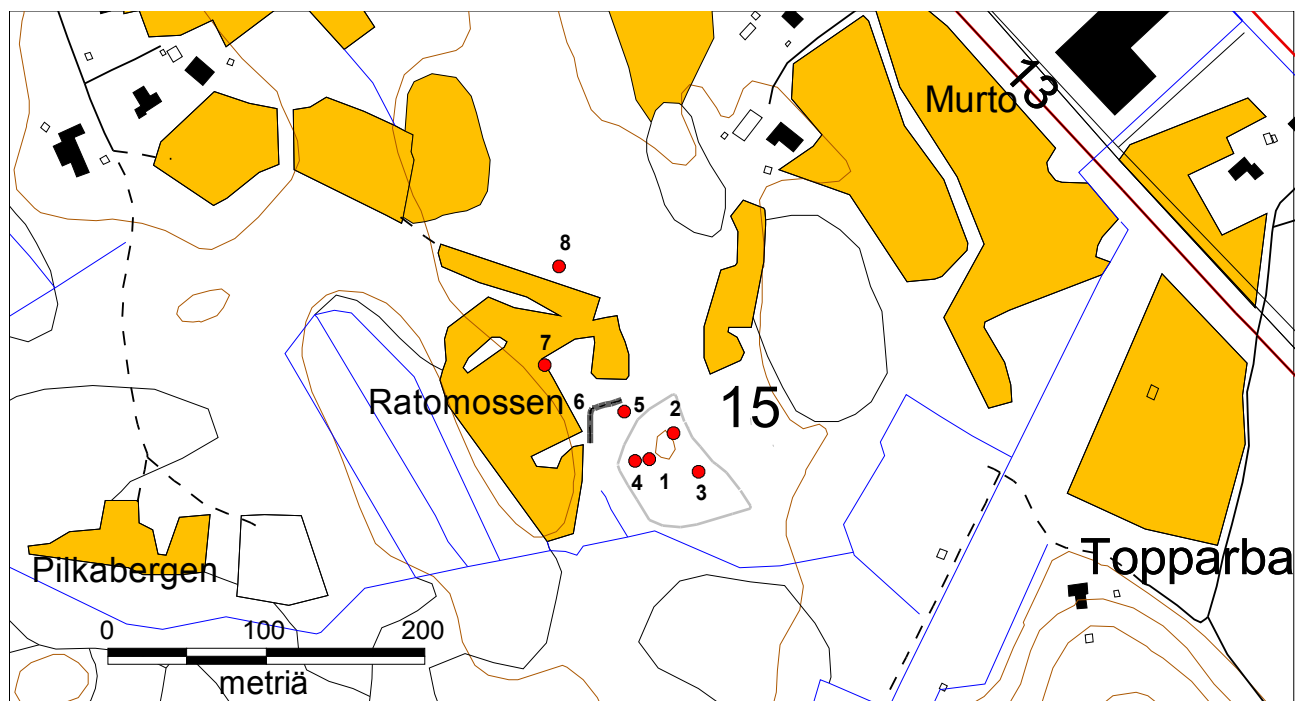 13
Murto
8
7
Ratomossen
6
5
2
15
4
1
3
Pilkabergen
Topparba
0 100 200
metriä